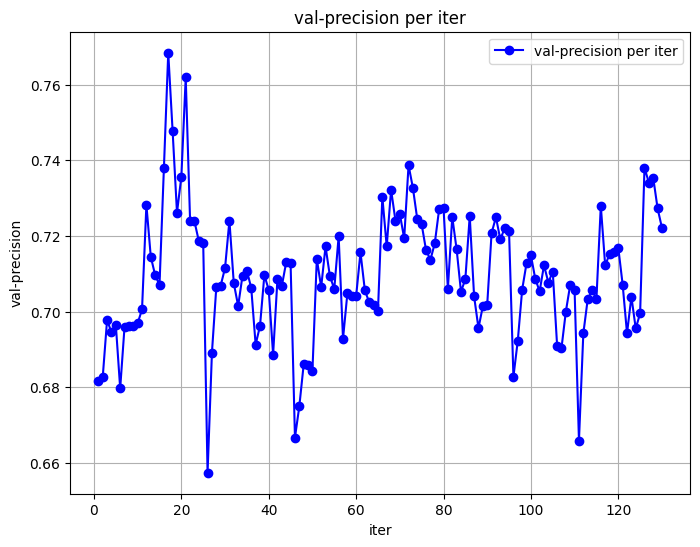 val-precision per iter
val-precision per iter
0.76
0.74
0.72
0.70
0.68
0.66
val-precision
0 20 40 60 80 100 120
iter